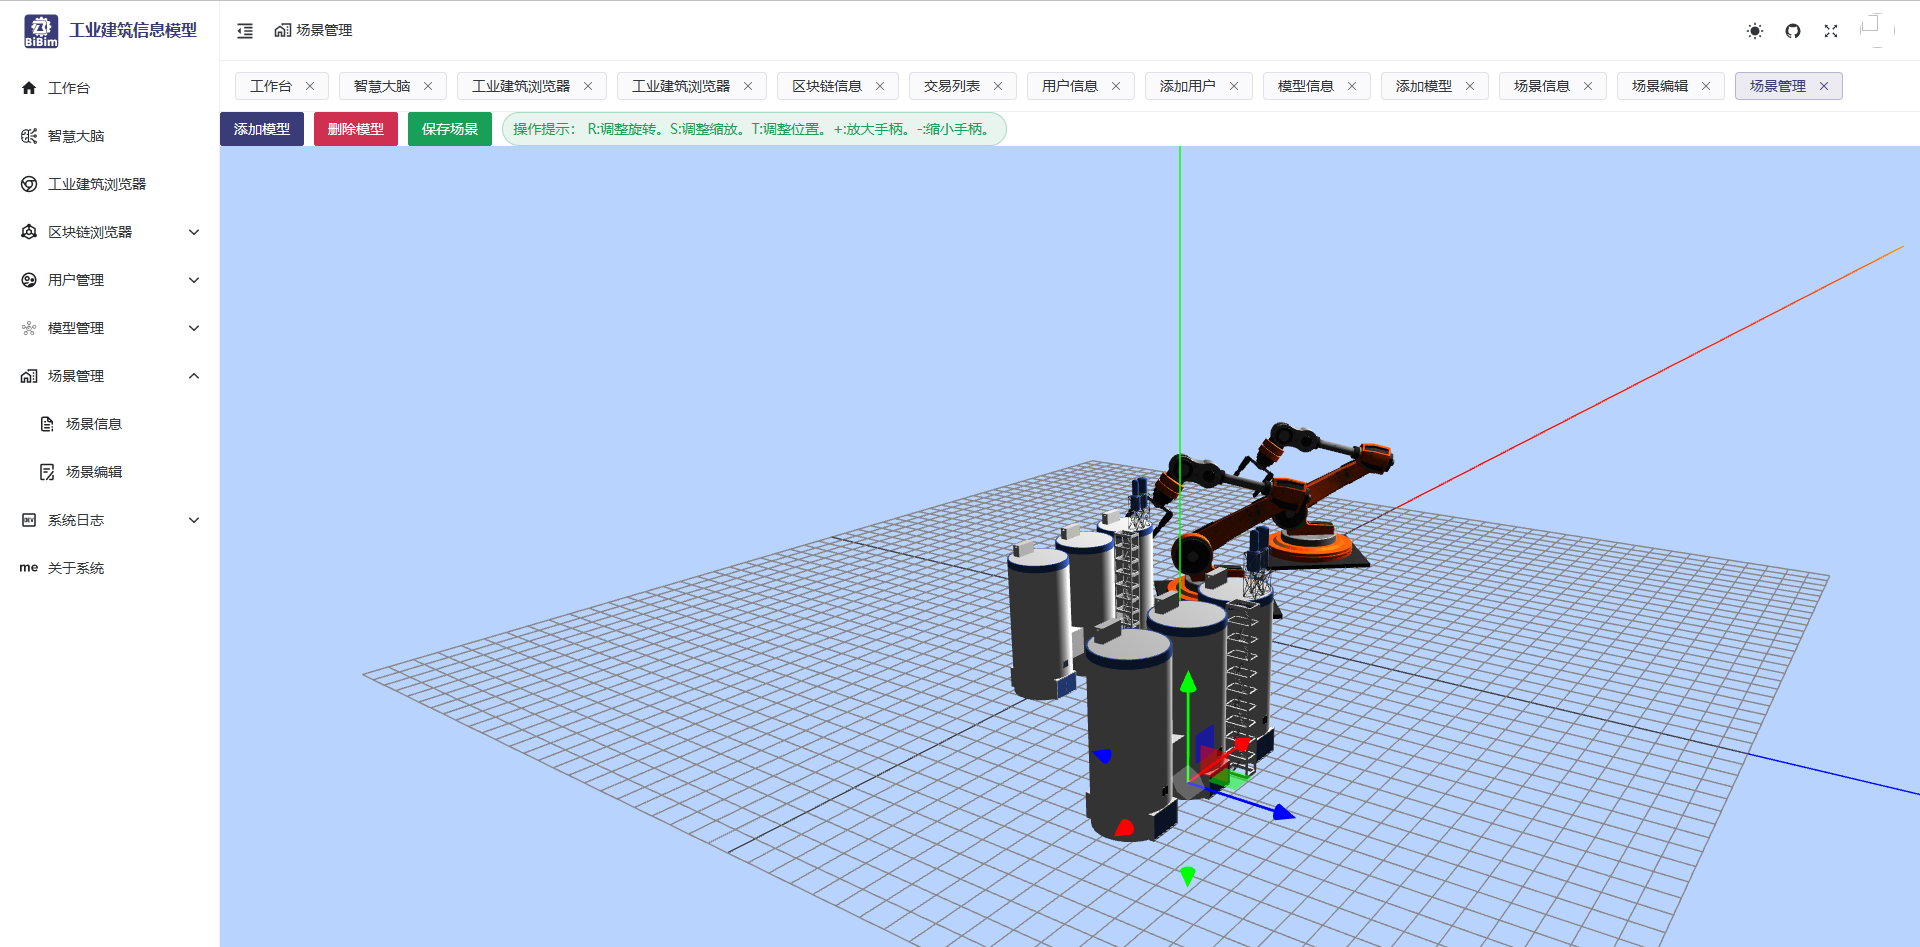 BiBim 工业建筑信息模型
场景管理
工作台 智慧大脑 工业建筑浏览器 工业建筑浏览器 区块链信息 交易列表 用户信息 添加用户 模型信息 添加模型 场景信息 场景编辑 场景管理
添加模型 删除模型 保存场景 操作提示： R:调整旋转。S:调整缩放。T:调整位置。+:放大手柄。-:缩小手柄。
工作台
智慧大脑
工业建筑浏览器
区块链浏览器
用户管理
模型管理
场景管理
场景信息
场景编辑
DEV 系统日志
me 关于系统